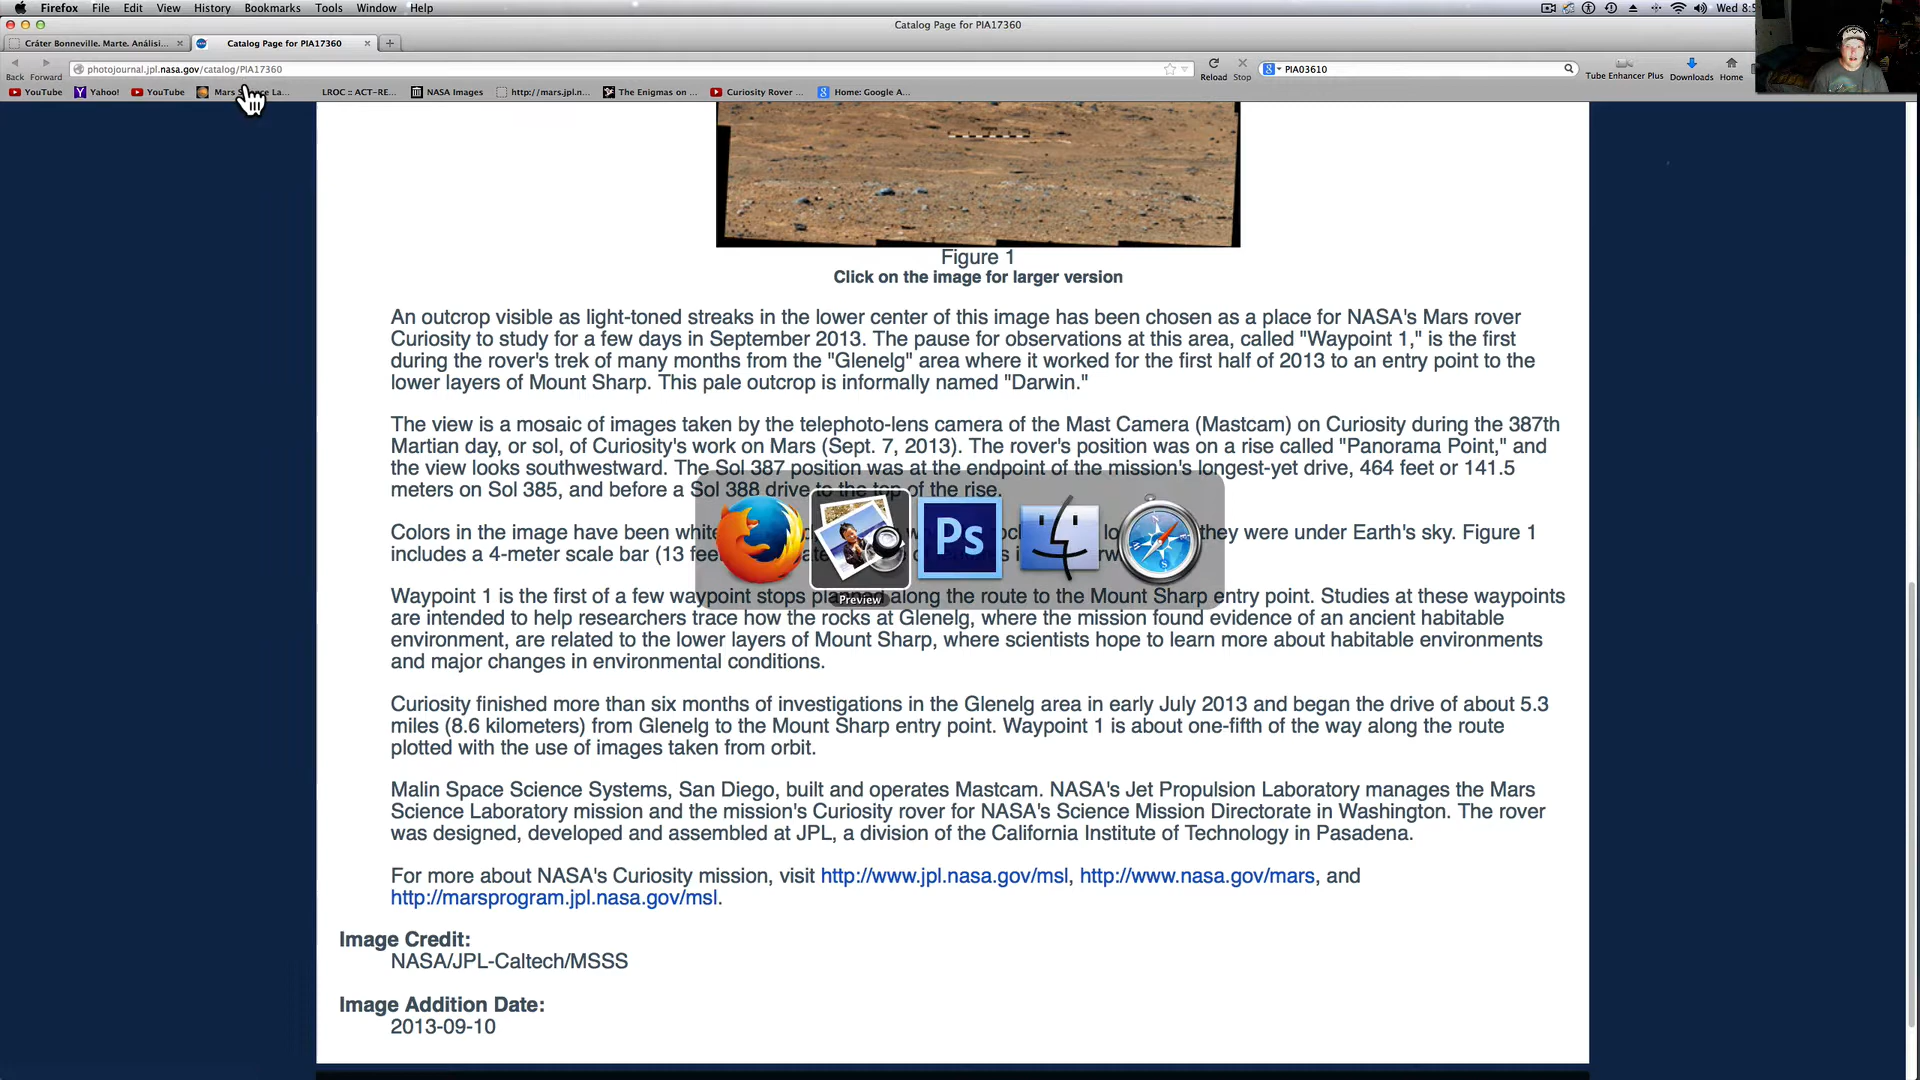 Firefox File Edit View History Bookmarks Tools Window Help Wed 8:5
Catalog Page for PIA17360
Cráter Bonneville. Marte. Análisi... Catalog Page for PIA17360
Back Forward photojournal.jpl.nasa.gov/catalog/PIA17360 Reload Stop PIA03610 Tube Enhancer Plus Downloads Home
YouTube Yahoo! YouTube Mars La... LROC :: ACT-RE... NASA Images http://mars.jpl.n... The Enigmas on ... Curiosity Rover ... Home: Google A...
Figure 1
Click on the image for larger version
An outcrop visible as light-toned streaks in the lower center of this image has been chosen as a place for NASA's Mars rover
Curiosity to study for a few days in September 2013. The pause for observations at this area, called "Waypoint 1," is the first
during the rover's trek of many months from the "Glenelg" area where it worked for the first half of 2013 to an entry point to the
lower layers of Mount Sharp. This pale outcrop is informally named "Darwin."
The view is a mosaic of images taken by the telephoto-lens camera of the Mast Camera (Mastcam) on Curiosity during the 387th
Martian day, or sol, of Curiosity's work on Mars (Sept. 7, 2013). The rover's position was on a rise called "Panorama Point," and
the view looks southwestward. The Sol 387 position was at the endpoint of the mission's longest-yet drive, 464 feet or 141.5
meters on Sol 385, and before a Sol 388 drive to the top of the rise.
Colors in the image have been they were under Earth's sky. Figure 1
includes a 4-meter scale bar (13
Ps
Preview
Waypoint 1 is the first of a few waypoint stops planned along the route to the Mount Sharp entry point. Studies at these waypoints
are intended to help researchers trace how the rocks at Glenelg, where the mission found evidence of an ancient habitable
environment, are related to the lower layers of Mount Sharp, where scientists hope to learn more about habitable environments
and major changes in environmental conditions.
Curiosity finished more than six months of investigations in the Glenelg area in early July 2013 and began the drive of about 5.3
miles (8.6 kilometers) from Glenelg to the Mount Sharp entry point. Waypoint 1 is about one-fifth of the way along the route
plotted with the use of images taken from orbit.
Malin Space Science Systems, San Diego, built and operates Mastcam. NASA's Jet Propulsion Laboratory manages the Mars
Science Laboratory mission and the mission's Curiosity rover for NASA's Science Mission Directorate in Washington. The rover
was designed, developed and assembled at JPL, a division of the California Institute of Technology in Pasadena.
For more about NASA's Curiosity mission, visit http://www.jpl.nasa.gov/msl, http://www.nasa.gov/mars, and
http://marsprogram.jpl.nasa.gov/msl.
Image Credit:
NASA/JPL-Caltech/MSSS
Image Addition Date:
2013-09-10